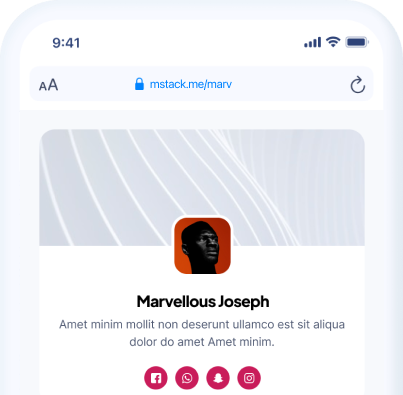 9:41
AA
mstack.me/marv
Marvellous Joseph
Amet minim mollit non deserunt ullamco est sit aliqua
dolor do amet Amet minim.